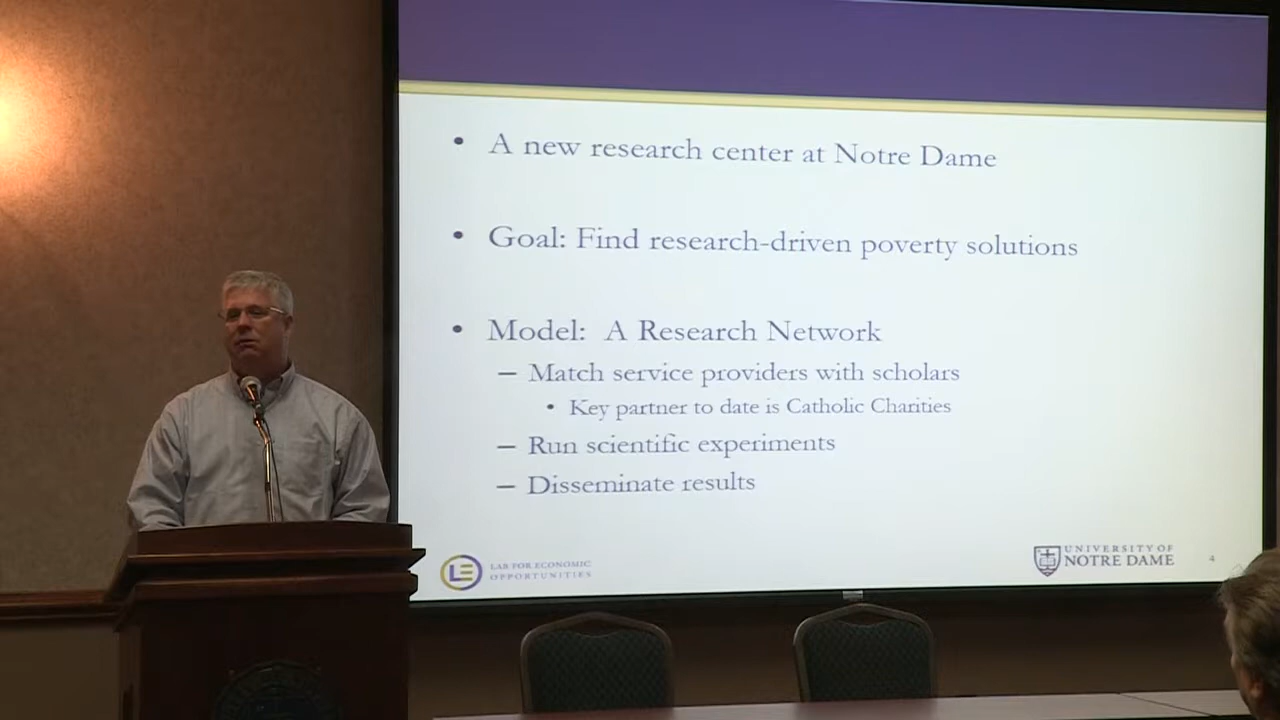 • A new research center at Notre Dame
• Goal: Find research-driven poverty solutions
• Model: A Research Network
– Match service providers with scholars
• Key partner to date is Catholic Charities
– Run scientific experiments
– Disseminate results
LE
LAB FOR ECONOMIC
OPPORTUNITIES
UNIVERSITY OF
NOTRE DAME
4